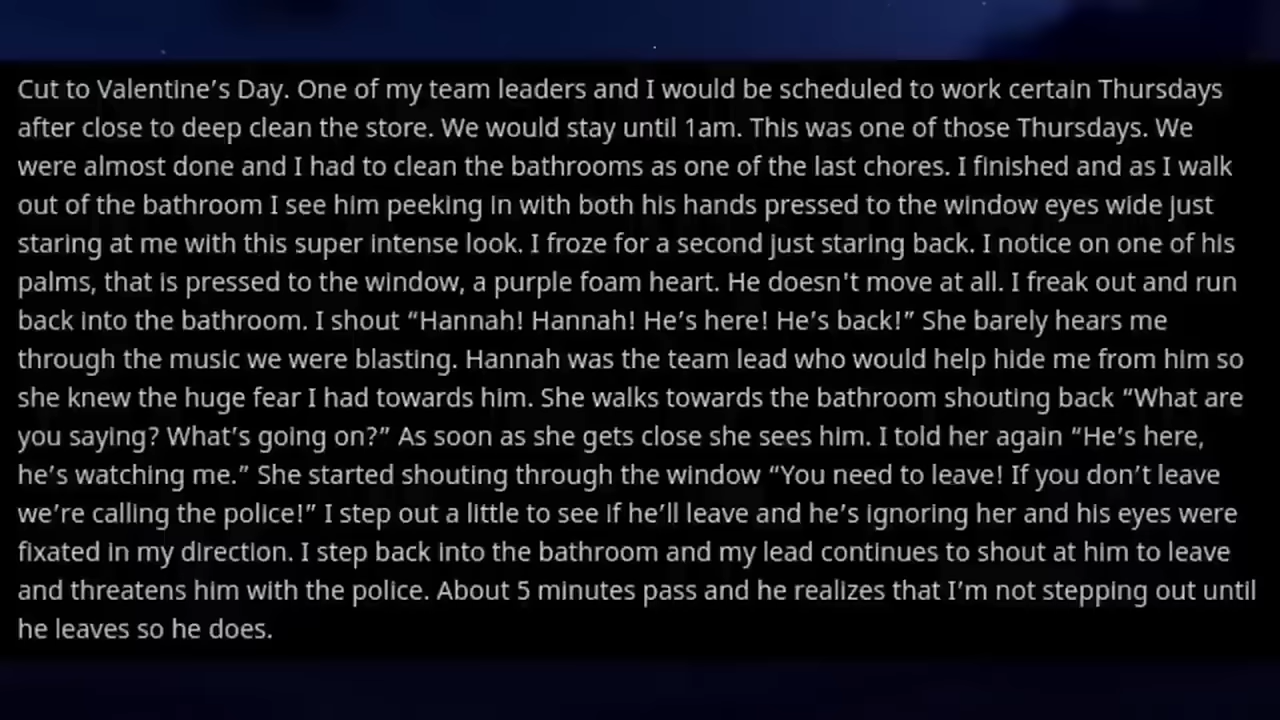 Cut to Valentine’s Day. One of my team leaders and I would be scheduled to work certain Thursdays
after close to deep clean the store. We would stay until 1am. This was one of those Thursdays. We
were almost done and I had to clean the bathrooms as one of the last chores. I finished and as I walk
out of the bathroom I see him peeking in with both his hands pressed to the window eyes wide just
staring at me with this super intense look. I froze for a second just staring back. I notice on one of his
palms, that is pressed to the window, a purple foam heart. He doesn't move at all. I freak out and run
back into the bathroom. I shout “Hannah! Hannah! He’s here! He’s back!” She barely hears me
through the music we were blasting. Hannah was the team lead who would help hide me from him so
she knew the huge fear I had towards him. She walks towards the bathroom shouting back “What are
you saying? What’s going on?” As soon as she gets close she sees him. I told her again “He’s here,
he’s watching me.” She started shouting through the window “You need to leave! If you don’t leave
we’re calling the police!” I step out a little to see if he’ll leave and he’s ignoring her and his eyes were
fixated in my direction. I step back into the bathroom and my lead continues to shout at him to leave
and threatens him with the police. About 5 minutes pass and he realizes that I’m not stepping out until
he leaves so he does.